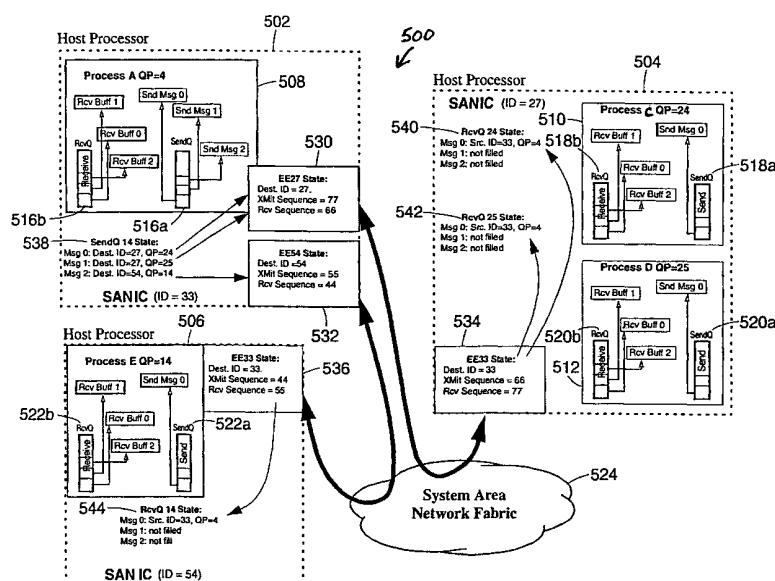 Host Processor
502
500
Process A QP=4
508
Rcv Buff 1
Snd Msg 0
Snd Msg 1
Rcv Buff 0
Snd Msg 2
Rcv Buff 2
RcvQ
Receive
SendQ
Send
516b
516a
530
EE27 State:
Dest. ID = 27.
XMit Sequence = 77
Rcv Sequence = 66
538
SendQ 14 State:
Msg 0: Dest. ID=27, QP=24
Msg 1: Dest. ID=27, QP=25
Msg 2: Dest. ID=54, QP=14
SANIC (ID = 33)
EE54 State:
Dest. ID =54
XMit Sequence = 55
Rcv Sequence = 44
532
Host Processor
504
SANIC (ID = 27)
540
RcvQ 24 State:
Msg 0: Src. ID=33, QP=4
Msg 1: not filled
Msg 2: not filled
510
Process C QP=24
518b
Rcv Buff 1
Snd Msg 0
Rcv Buff 0
Rcv Buff 2
RcvQ
Receive
SendQ
Send
518a
542
RcvQ 25 State:
Msg 0: Src. ID=33, QP=4
Msg 1: not filled
Msg 2: not filled
Process D QP=25
Rcv Buff 1
Snd Msg 0
Rcv Buff 0
Rcv Buff 2
520b
RcvQ
Receive
SendQ
Send
520a
512
534
EE33 State:
Dest. ID = 33
XMit Sequence = 66
Rcv Sequence = 77
Host Processor
506
Process E QP=14
Rcv Buff 1
Snd Msg 0
Rcv Buff 0
Rcv Buff 2
522b
RcvQ
Receive
SendQ
Send
522a
EE33 State:
Dest. ID = 33.
XMit Sequence = 44
Rcv Sequence = 55
536
544
RcvQ 14 State:
Msg 0: Src. ID=33, QP=4
Msg 1: not filled
Msg 2: not fill
SANIC (ID = 54)
System Area
Network Fabric
524